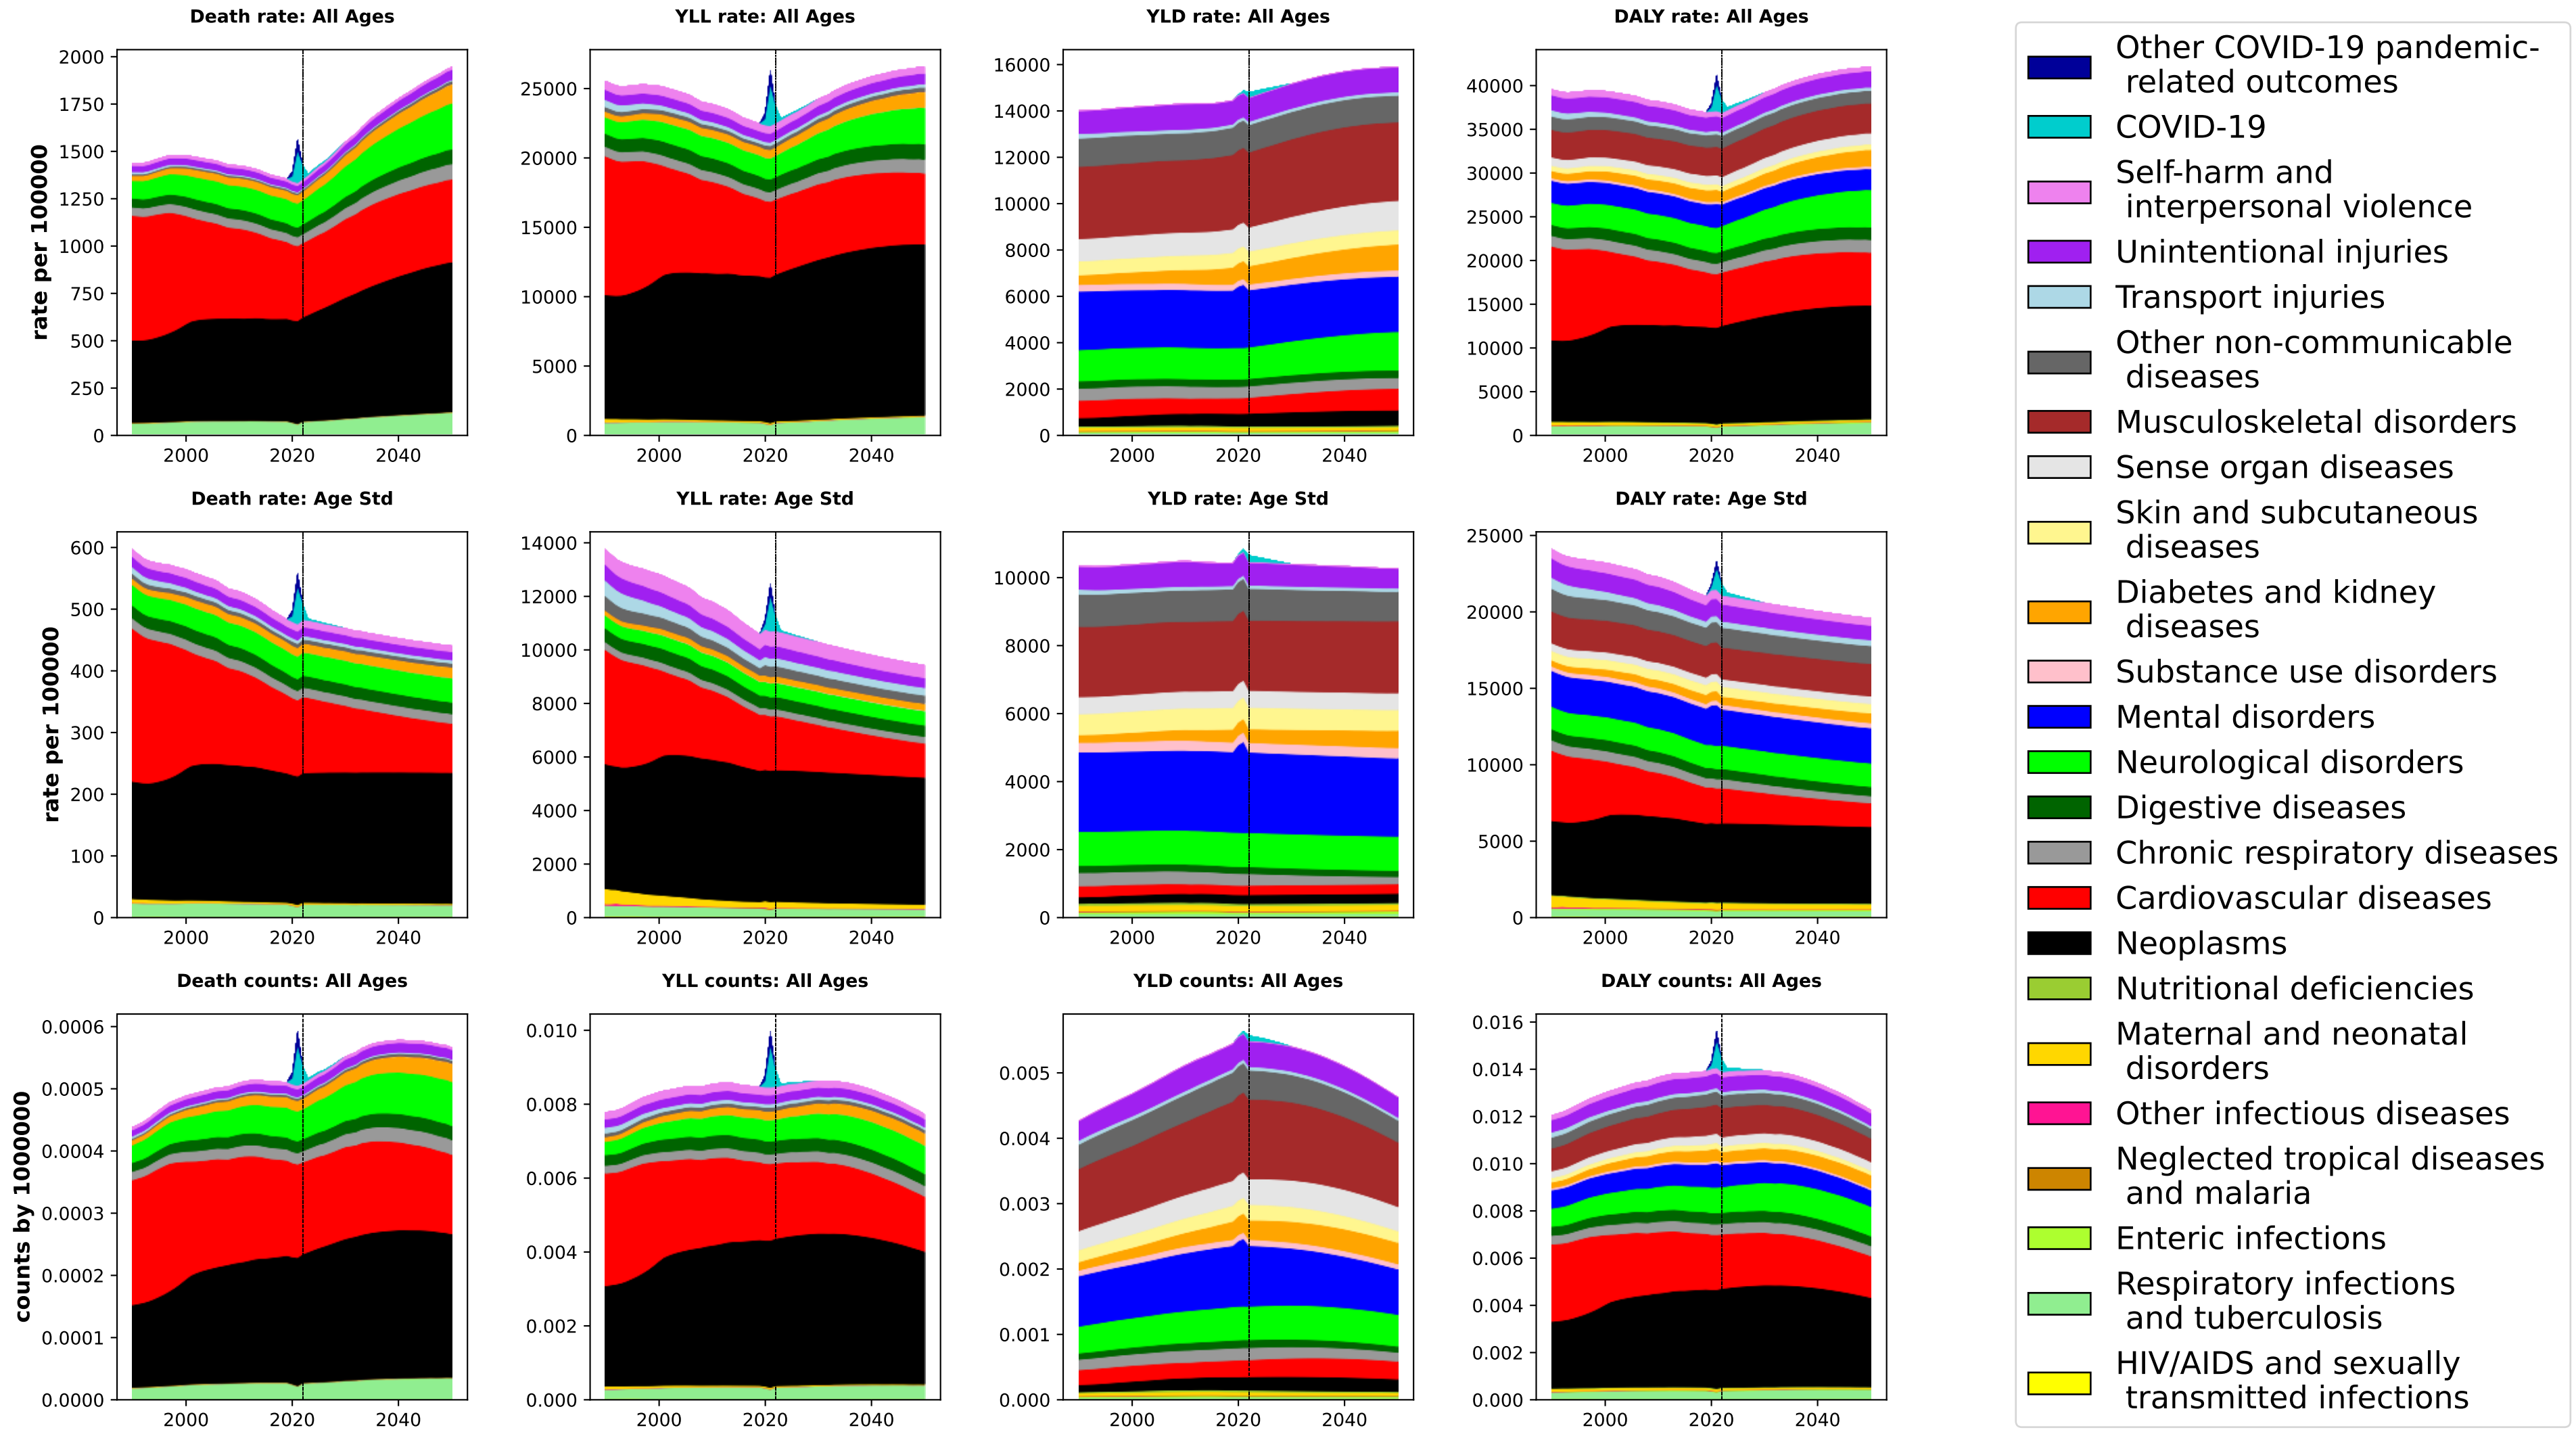 Death rate: All Ages
YLL rate: All Ages
YLD rate: All Ages
DALY rate: All Ages
rate per 100000
2000
1750
1500
1250
1000
750
500
250
0
2000 2020 2040
25000
20000
15000
10000
5000
0
2000 2020 2040
16000
14000
12000
10000
8000
6000
4000
2000
0
2000 2020 2040
40000
35000
30000
25000
20000
15000
10000
5000
0
2000 2020 2040
Death rate: Age Std
YLL rate: Age Std
YLD rate: Age Std
DALY rate: Age Std
rate per 100000
600
500
400
300
200
100
0
2000 2020 2040
14000
12000
10000
8000
6000
4000
2000
0
2000 2020 2040
10000
8000
6000
4000
2000
0
2000 2020 2040
25000
20000
15000
10000
5000
0
2000 2020 2040
Death counts: All Ages
YLL counts: All Ages
YLD counts: All Ages
DALY counts: All Ages
counts by 1000000
0.0006
0.0005
0.0004
0.0003
0.0002
0.0001
0.0000
2000 2020 2040
0.010
0.008
0.006
0.004
0.002
0.000
2000 2020 2040
0.005
0.004
0.003
0.002
0.001
0.000
2000 2020 2040
0.016
0.014
0.012
0.010
0.008
0.006
0.004
0.002
0.000
2000 2020 2040
Other COVID-19 pandemic-
related outcomes
COVID-19
Self-harm and
interpersonal violence
Unintentional injuries
Transport injuries
Other non-communicable
diseases
Musculoskeletal disorders
Sense organ diseases
Skin and subcutaneous
diseases
Diabetes and kidney
diseases
Substance use disorders
Mental disorders
Neurological disorders
Digestive diseases
Chronic respiratory diseases
Cardiovascular diseases
Neoplasms
Nutritional deficiencies
Maternal and neonatal
disorders
Other infectious diseases
Neglected tropical diseases
and malaria
Enteric infections
Respiratory infections
and tuberculosis
HIV/AIDS and sexually
transmitted infections